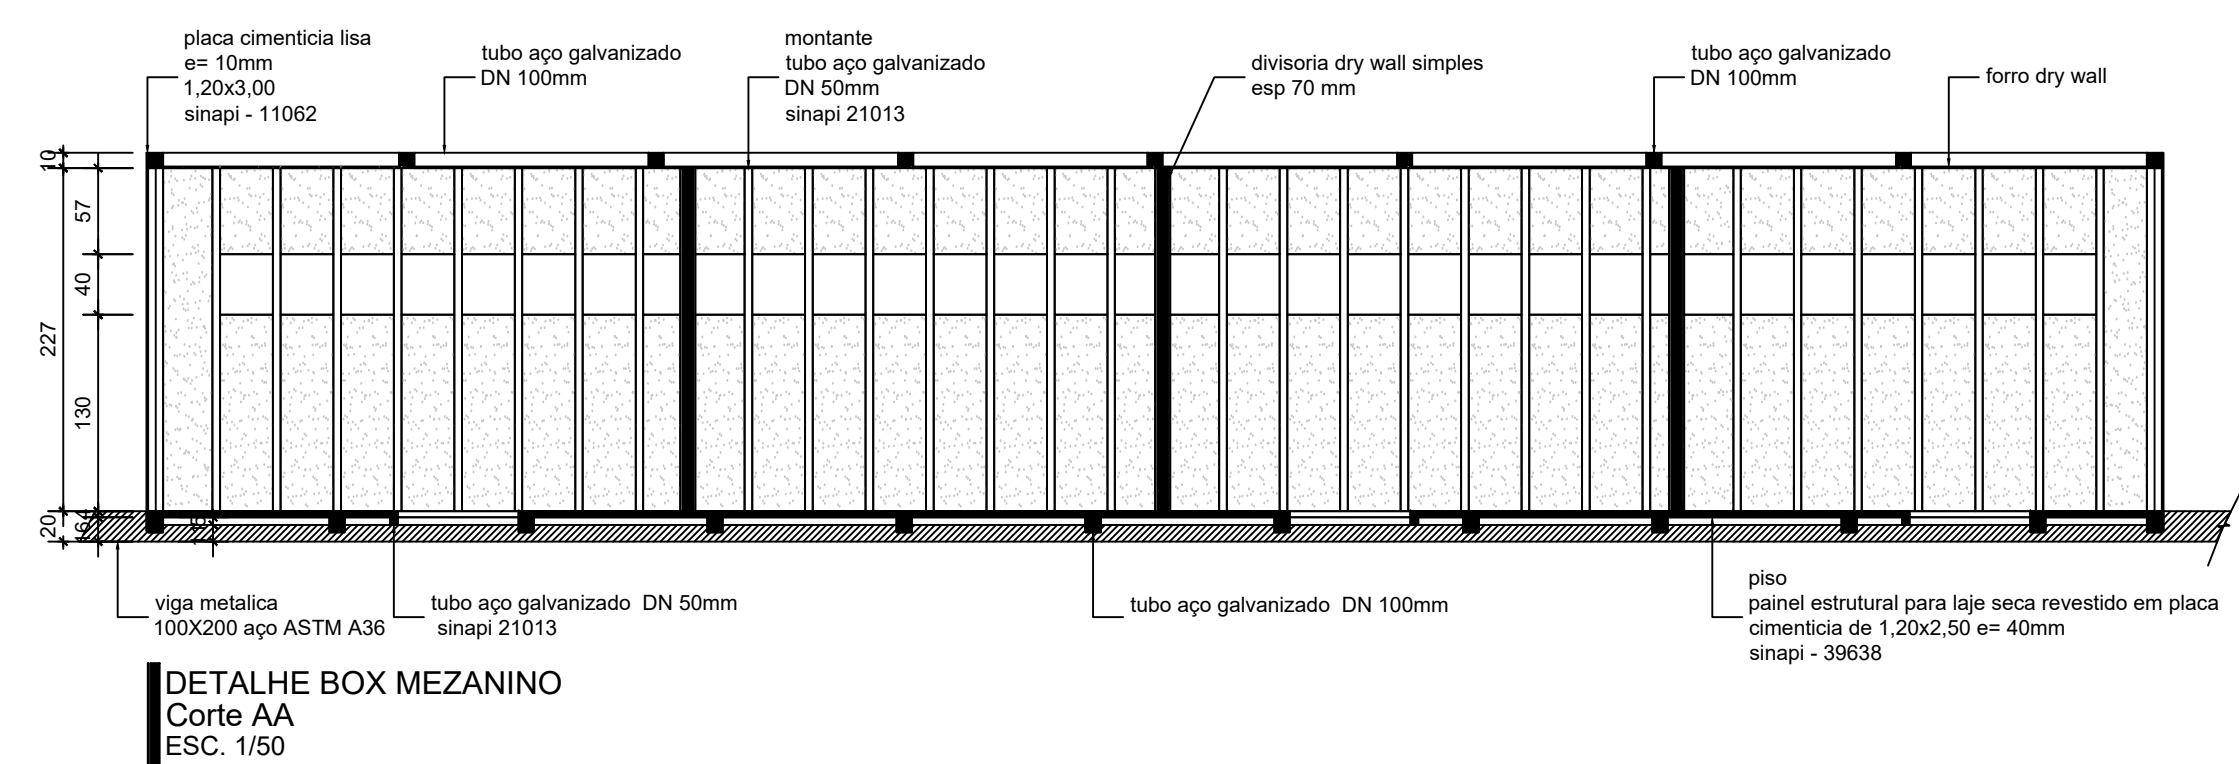 placa cimenticia lisa
e= 10mm
1,20x3,00
sinapi - 11062
tubo aço galvanizado
DN 100mm
montante
tubo aço galvanizado
DN 50mm
sinapi 21013
divisoria dry wall simples
esp 70 mm
tubo aço galvanizado
DN 100mm
forro dry wall
10
57
40
227
130
20
viga metalica
100X200 aço ASTM A36
tubo aço galvanizado DN 50mm
sinapi 21013
tubo aço galvanizado DN 100mm
piso
painel estrutural para laje seca revestido em placa
cimenticia de 1,20x2,50 e= 40mm
sinapi - 39638
DETALHE BOX MEZANINO
Corte AA
ESC. 1/50